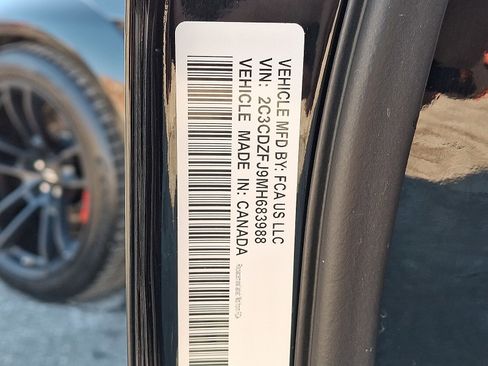 VEHICLE MFD BY: FCA US LLC
VIN: 2C3CDZFJ9MH683988
VEHICLE MADE IN: CANADA